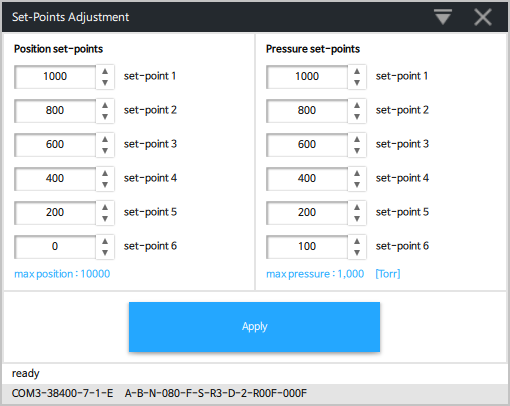 Set-Points Adjustment
Position set-points
1000 set-point 1
800 set-point 2
600 set-point 3
400 set-point 4
200 set-point 5
0 set-point 6
max position : 10000
Pressure set-points
1000 set-point 1
800 set-point 2
600 set-point 3
400 set-point 4
200 set-point 5
100 set-point 6
max pressure : 1,000 [Torr]
Apply
ready
COM3-38400-7-1-E A-B-N-080-F-S-R3-D-2-R00F-000F